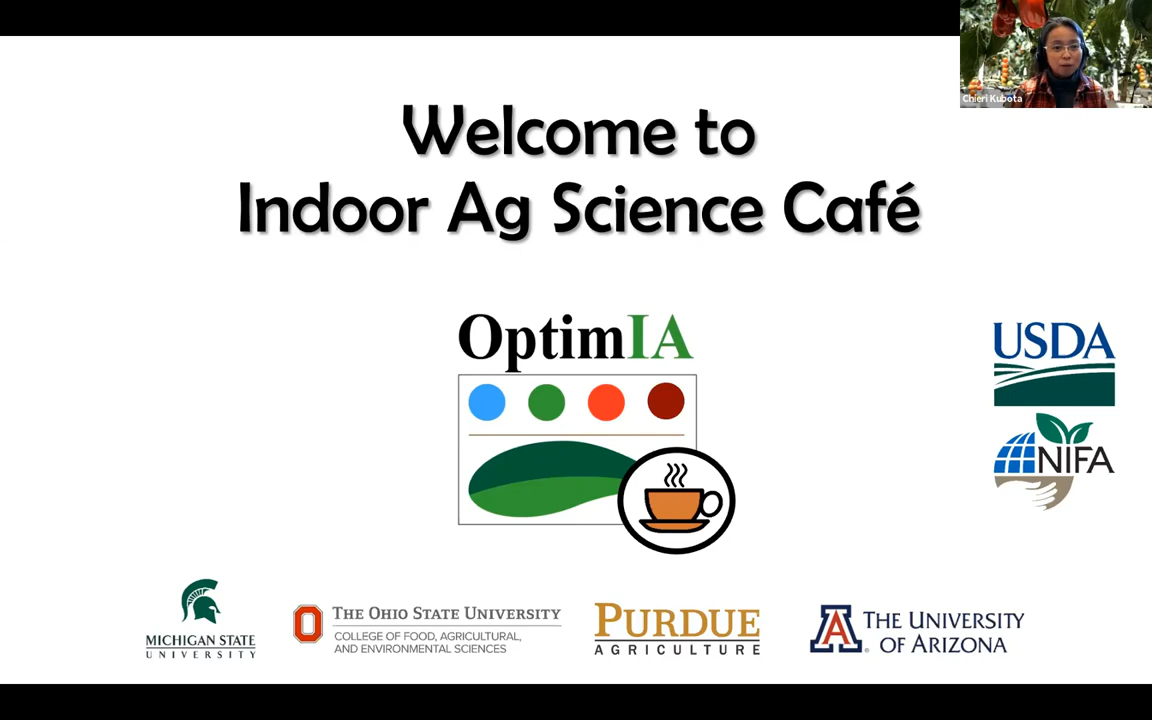 Chieri Kubota
Welcome to
Indoor Ag Science Café
OptimIA
USDA
NIFA
MICHIGAN STATE
UNIVERSITY
THE OHIO STATE UNIVERSITY
COLLEGE OF FOOD, AGRICULTURAL,
AND ENVIRONMENTAL SCIENCES
PURDUE
AGRICULTURE
THE UNIVERSITY
OF ARIZONA